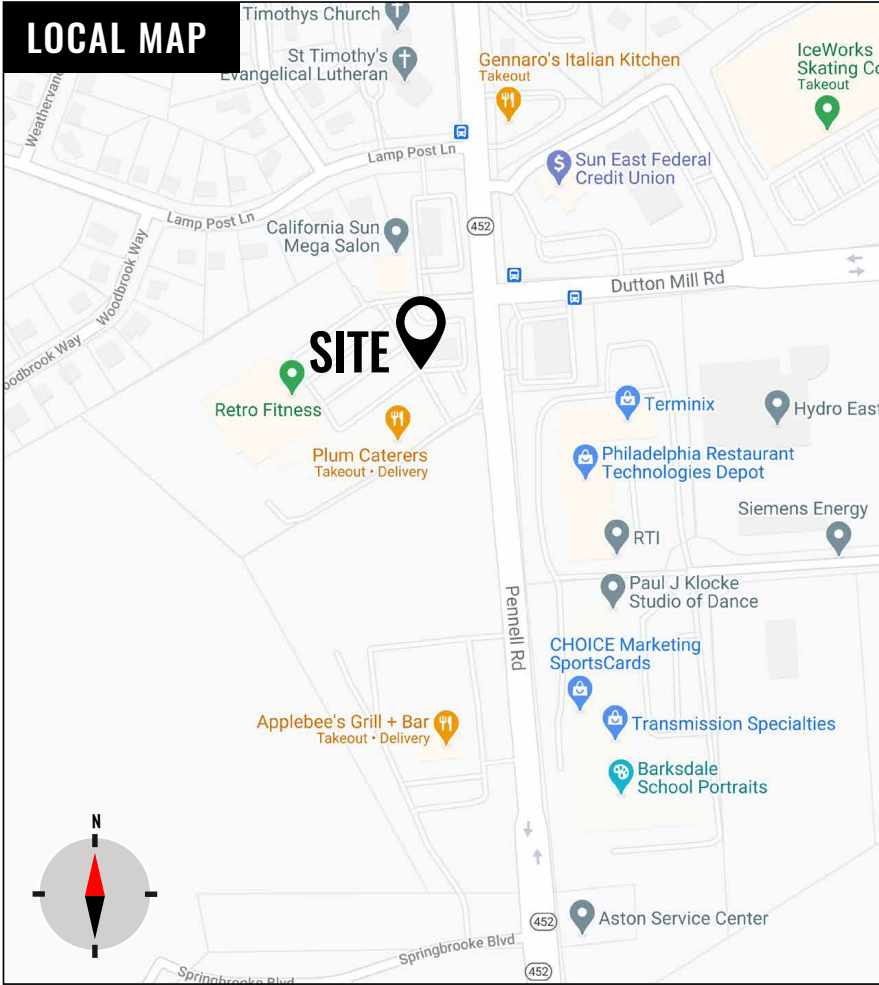 LOCAL MAP
Timothys Church
St Timothy's
Evangelical Lutheran
Gennaro's Italian Kitchen
Takeout
IceWorks
Skating Co
Takeout
Weathervane
Lamp Post Ln
Sun East Federal
Credit Union
Lamp Post Ln
California Sun
Mega Salon
452
Woodbrook Way
Dutton Mill Rd
oodbrook Way
SITE
Retro Fitness
Terminix
Hydro East
Plum Caterers
Takeout • Delivery
Philadelphia Restaurant
Technologies Depot
Siemens Energy
RTI
Paul J Klocke
Studio of Dance
Pennell Rd
CHOICE Marketing
SportsCards
Applebee's Grill + Bar
Takeout • Delivery
Transmission Specialties
Barksdale
School Portraits
N
452
Aston Service Center
Springbrooke Blvd
452
Springbrooke Blvd